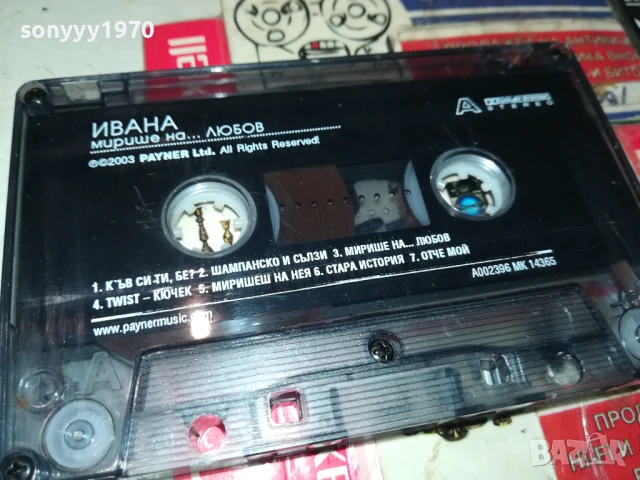 sonyyy1970
ИВАНА
мирише на... ЛЮБОВ
℗©2003 PAYNER Ltd. All Rights Reserved!
A
STEREO
1. КЪВ СИ ТИ, БЕ? 2. ШАМПАНСКО И СЪЛЗИ 3. МИРИШЕ НА... ЛЮБОВ
4. TWIST – КЮЧЕК 5. МИРИШЕШ НА НЕЯ 6. СТАРА ИСТОРИЯ 7. ОТЧЕ МОЙ
www.paynermusic.com
A002396 MK 14365
A
BAZAR